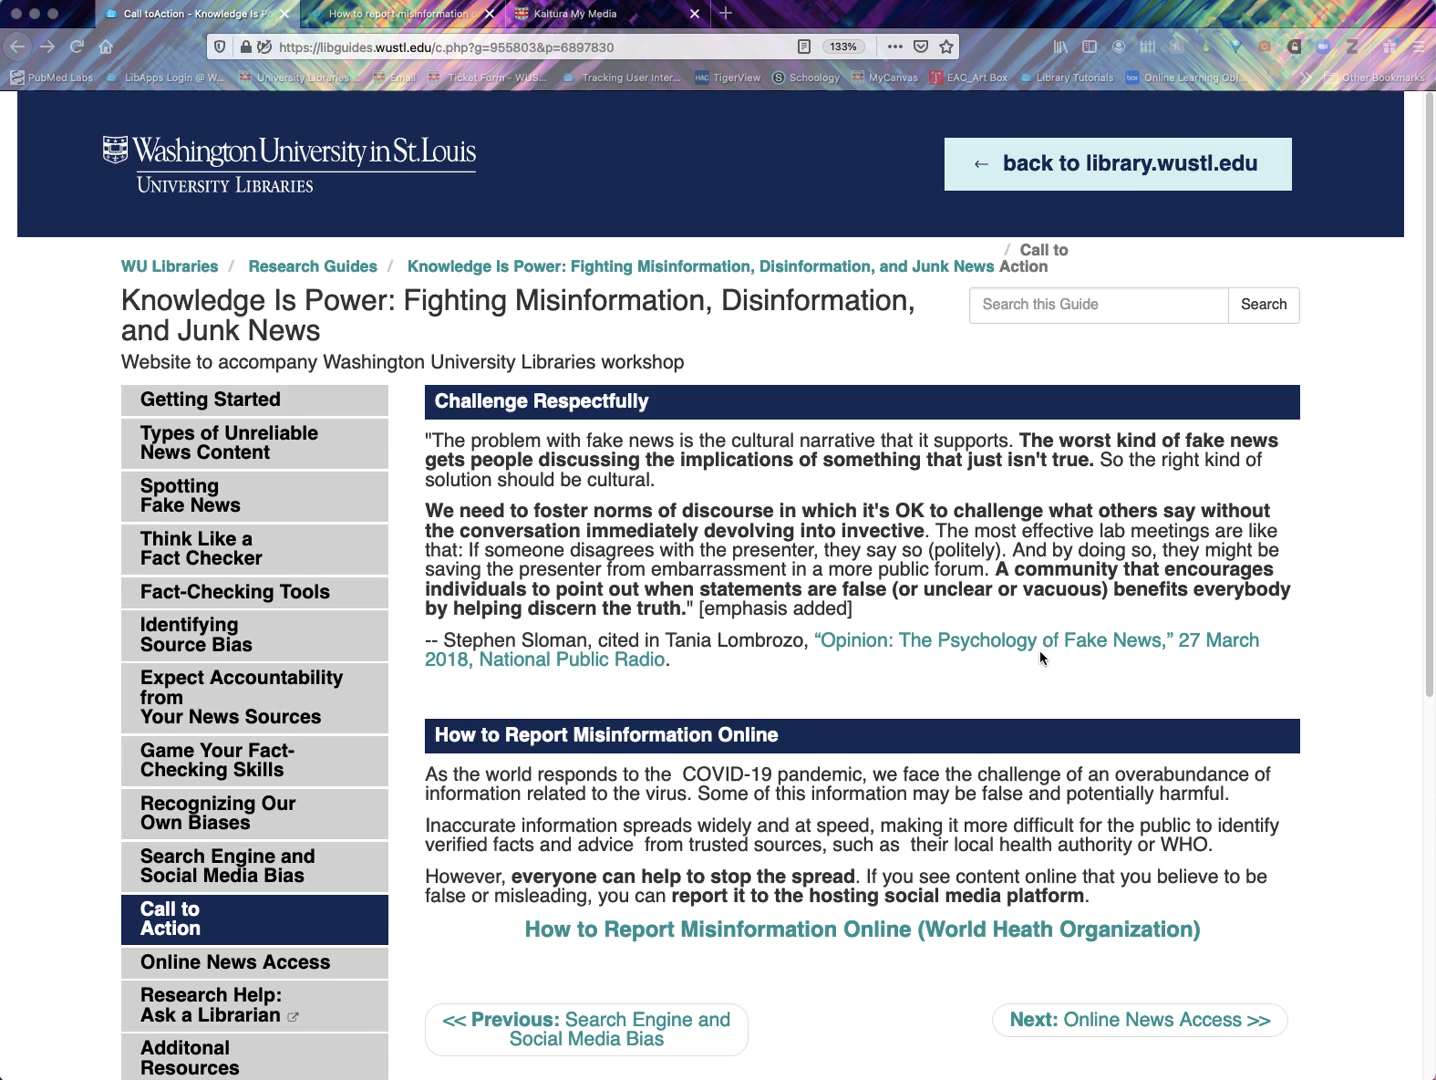 Call toAction - Knowledge Is P
How to report misinformation
Kaltura My Media
https://libguides.wustl.edu/c.php?g=955803&p=6897830
133%
PubMed Labs
LibApps Login @ W...
University Libraries
Email
Ticket Form - WUS...
Tracking User Inter...
TigerView
Schoology
MyCanvas
EAC_Art Box
Library Tutorials
Online Learning Obj...
Other Bookmarks
Washington University in St. Louis
University Libraries
← back to library.wustl.edu
WU Libraries / Research Guides / Knowledge Is Power: Fighting Misinformation, Disinformation, and Junk News / Call to
Action
Knowledge Is Power: Fighting Misinformation, Disinformation,
and Junk News
Search this Guide
Search
Website to accompany Washington University Libraries workshop
Getting Started
Types of Unreliable
News Content
Spotting
Fake News
Think Like a
Fact Checker
Fact-Checking Tools
Identifying
Source Bias
Expect Accountability
from
Your News Sources
Game Your Fact-
Checking Skills
Recognizing Our
Own Biases
Search Engine and
Social Media Bias
Call to
Action
Online News Access
Research Help:
Ask a Librarian
Additonal
Resources
Challenge Respectfully
"The problem with fake news is the cultural narrative that it supports. The worst kind of fake news
gets people discussing the implications of something that just isn't true. So the right kind of
solution should be cultural.
We need to foster norms of discourse in which it's OK to challenge what others say without
the conversation immediately devolving into invective. The most effective lab meetings are like
that: If someone disagrees with the presenter, they say so (politely). And by doing so, they might be
saving the presenter from embarrassment in a more public forum. A community that encourages
individuals to point out when statements are false (or unclear or vacuous) benefits everybody
by helping discern the truth." [emphasis added]
-- Stephen Sloman, cited in Tania Lombrozo, “Opinion: The Psychology of Fake News,” 27 March
2018, National Public Radio.
How to Report Misinformation Online
As the world responds to the COVID-19 pandemic, we face the challenge of an overabundance of
information related to the virus. Some of this information may be false and potentially harmful.
Inaccurate information spreads widely and at speed, making it more difficult for the public to identify
verified facts and advice from trusted sources, such as their local health authority or WHO.
However, everyone can help to stop the spread. If you see content online that you believe to be
false or misleading, you can report it to the hosting social media platform.
How to Report Misinformation Online (World Heath Organization)
<< Previous: Search Engine and
Social Media Bias
Next: Online News Access >>